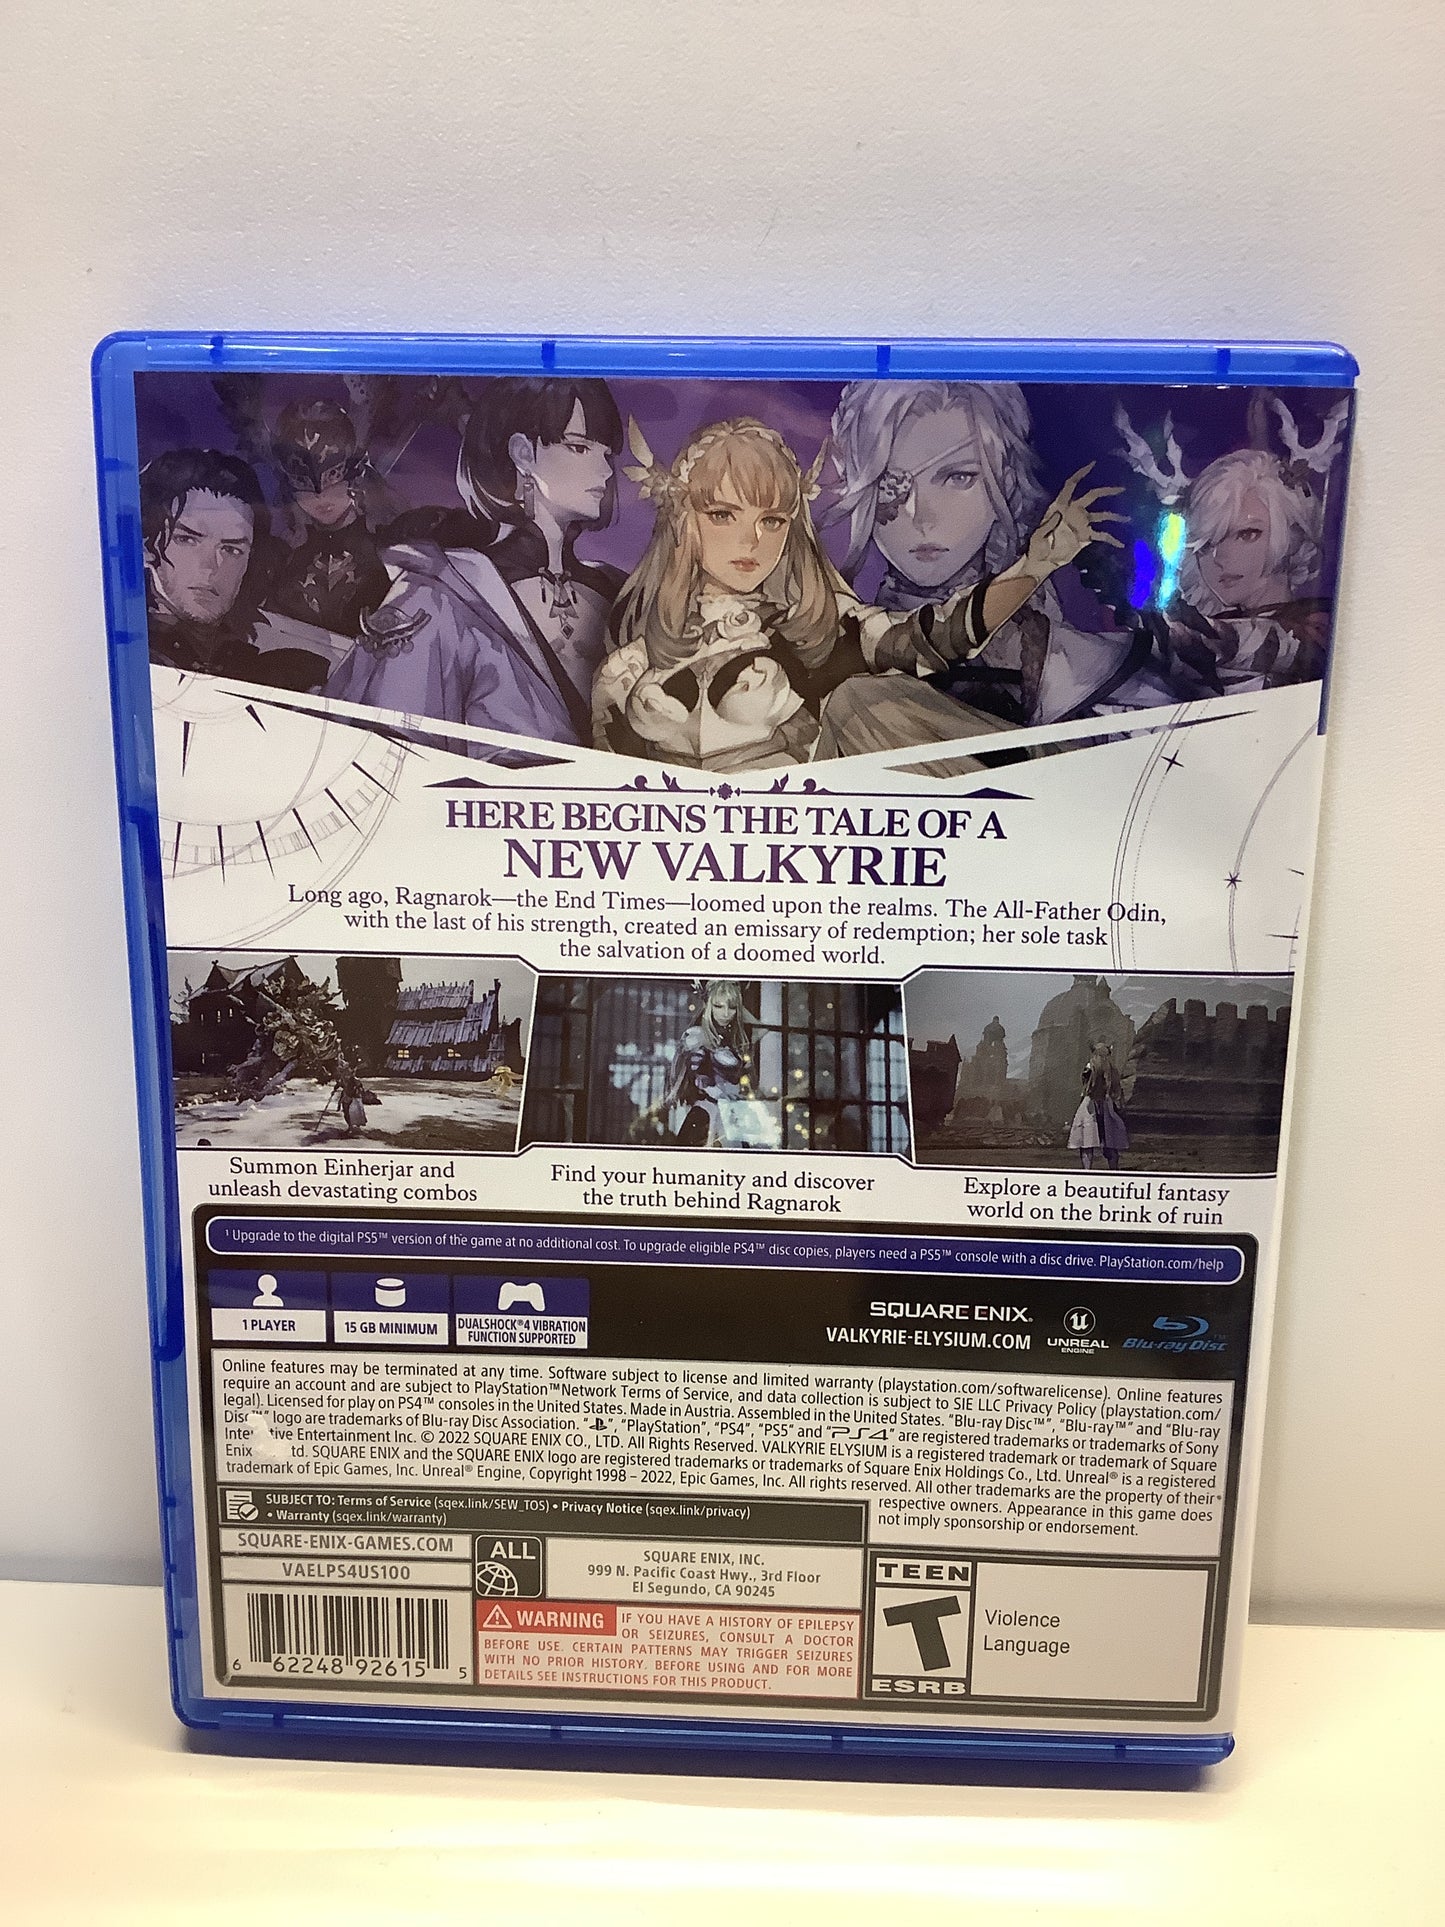 HERE BEGINS THE TALE OF A
NEW VALKYRIE
Long ago, Ragnarok—the End Times—loomed upon the realms. The All-Father Odin,
with the last of his strength, created an emissary of redemption; her sole task
the salvation of a doomed world.
Summon Einherjar and
unleash devastating combos
Find your humanity and discover
the truth behind Ragnarok
Explore a beautiful fantasy
world on the brink of ruin
¹ Upgrade to the digital PS5™ version of the game at no additional cost. To upgrade eligible PS4™ disc copies, players need a PS5™ console with a disc drive. PlayStation.com/help
1 PLAYER
15 GB MINIMUM
DUALSHOCK®4 VIBRATION
FUNCTION SUPPORTED
SQUARE ENIX.
VALKYRIE-ELYSIUM.COM
UNREAL
ENGINE
Blu-ray Disc™
Online features may be terminated at any time. Software subject to license and limited warranty (playstation.com/softwarelicense). Online features
require an account and are subject to PlayStation™Network Terms of Service, and data collection is subject to SIE LLC Privacy Policy (playstation.com/
legal). Licensed for play on PS4™ consoles in the United States. Made in Austria. Assembled in the United States. "Blu-ray Disc™", "Blu-ray™" and "Blu-ray
Disc™" logo are trademarks of Blu-ray Disc Association. "PS", "PlayStation", "PS4", "PS5" and "PS4" are registered trademarks or trademarks of Sony
Entertainment Inc. © 2022 SQUARE ENIX CO., LTD. All Rights Reserved. VALKYRIE ELYSIUM is a registered trademark or trademark of Square
Enix td. SQUARE ENIX and the SQUARE ENIX logo are registered trademarks or trademarks of Square Enix Holdings Co., Ltd. Unreal® is a registered
trademark of Epic Games, Inc. Unreal® Engine, Copyright 1998 – 2022, Epic Games, Inc. All rights reserved. All other trademarks are the property of their
respective owners. Appearance in this game does
not imply sponsorship or endorsement.
SUBJECT TO: Terms of Service (sqex.link/SEW_TOS) • Privacy Notice (sqex.link/privacy)
• Warranty (sqex.link/warranty)
SQUARE-ENIX-GAMES.COM
VAELPS4US100
ALL
SQUARE ENIX, INC.
999 N. Pacific Coast Hwy., 3rd Floor
El Segundo, CA 90245
WARNING IF YOU HAVE A HISTORY OF EPILEPSY
OR SEIZURES, CONSULT A DOCTOR
BEFORE USE. CERTAIN PATTERNS MAY TRIGGER SEIZURES
WITH NO PRIOR HISTORY. BEFORE USING AND FOR MORE
DETAILS SEE INSTRUCTIONS FOR THIS PRODUCT.
6 62248 92615 5
TEEN
T
ESRB
Violence
Language